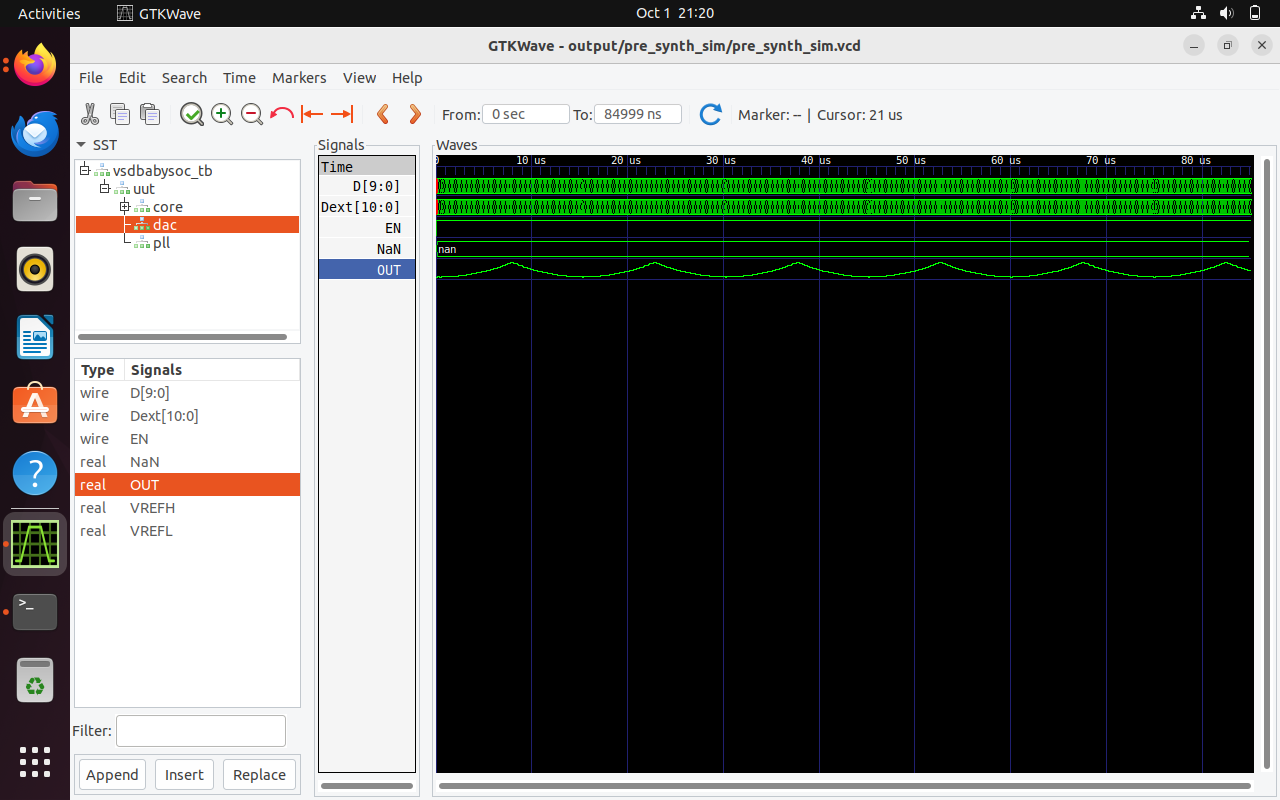 Activities GTKWave Oct 1 21:20
GTKWave - output/pre_synth_sim/pre_synth_sim.vcd
File Edit Search Time Markers View Help
From: 0 sec To: 84999 ns Marker: -- | Cursor: 21 us
SST
vsdbabysoc_tb
uut
core
dac
pll
Type Signals
wire D[9:0]
wire Dext[10:0]
wire EN
real NaN
real OUT
real VREFH
real VREFL
Filter:
Append Insert Replace
Signals
Time
D[9:0]
Dext[10:0]
EN
NaN
OUT
Waves
0 10 us 20 us 30 us 40 us 50 us 60 us 70 us 80 us
nan